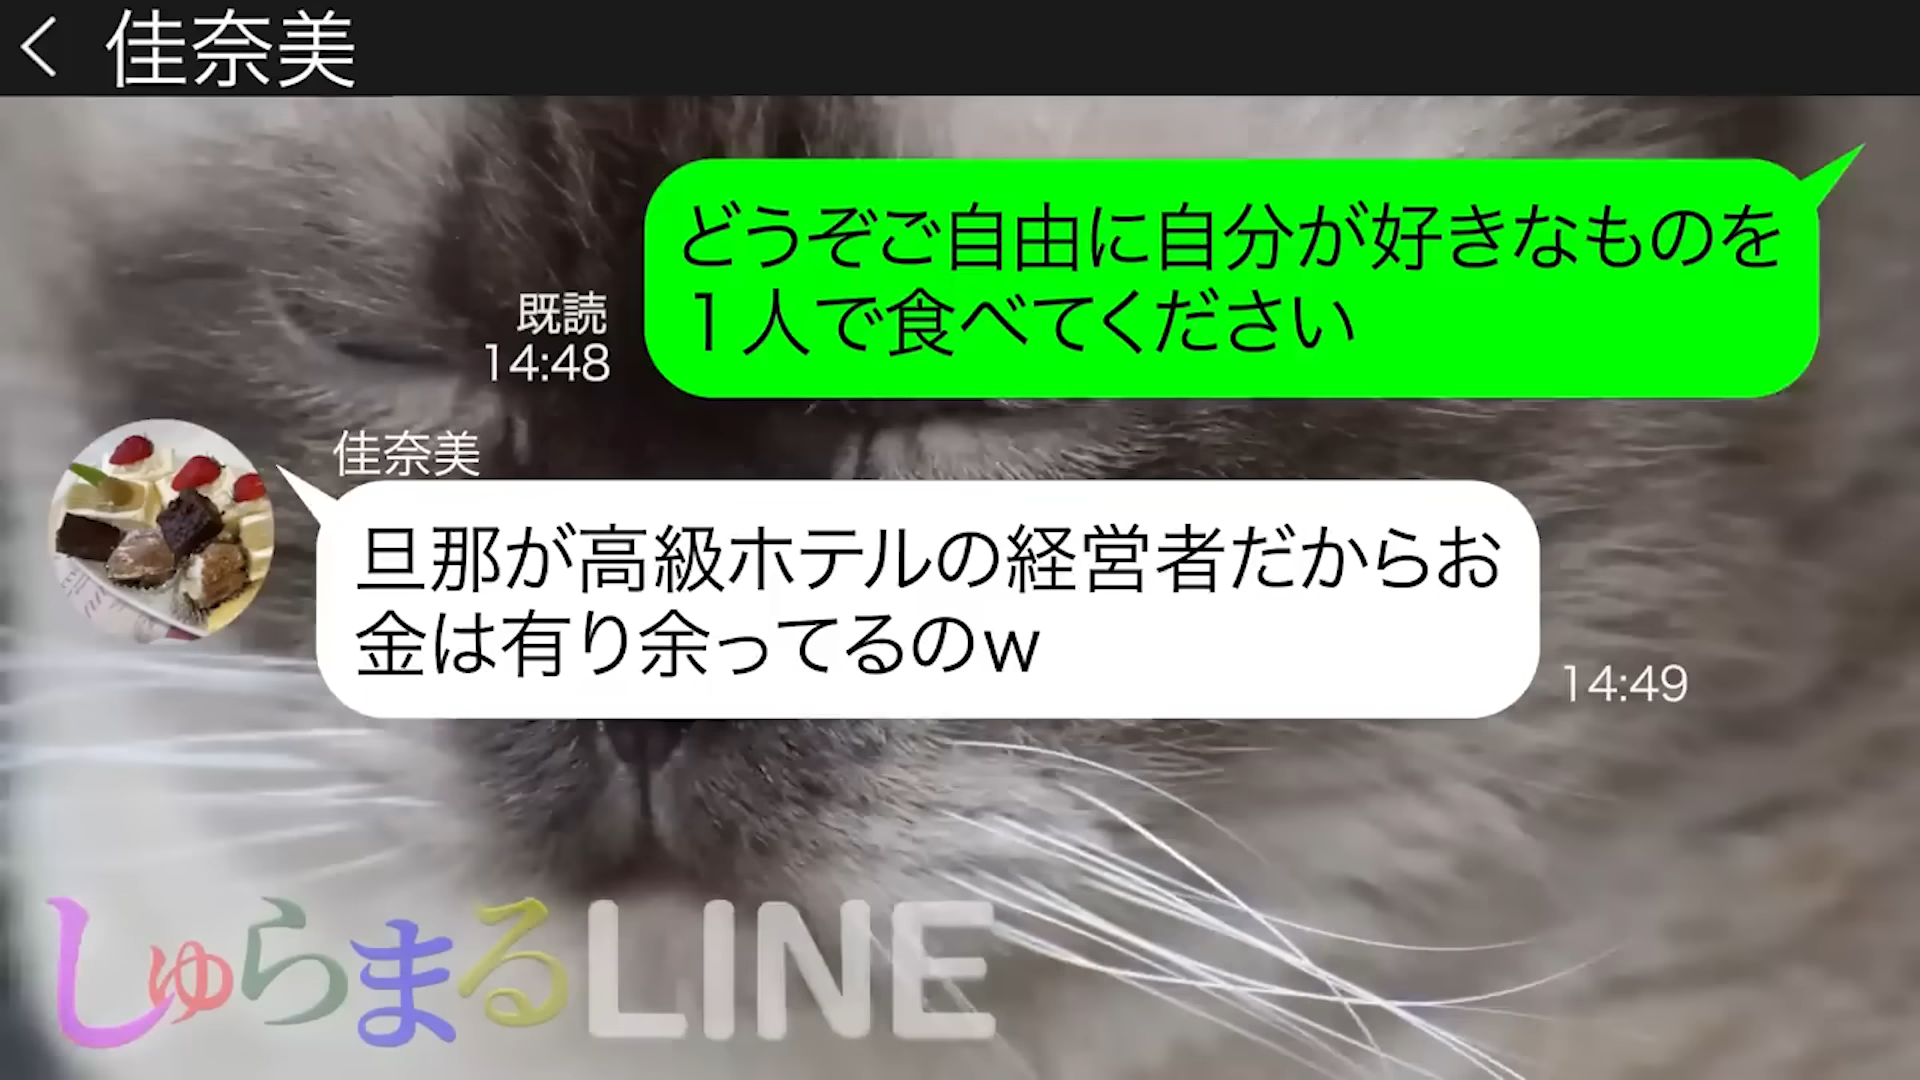 佳奈美
どうぞご自由に自分が好きなものを
１人で食べてください
既読
14:48
佳奈美
旦那が高級ホテルの経営者だからお
金は有り余ってるのｗ
14:49
しゅらまるLINE